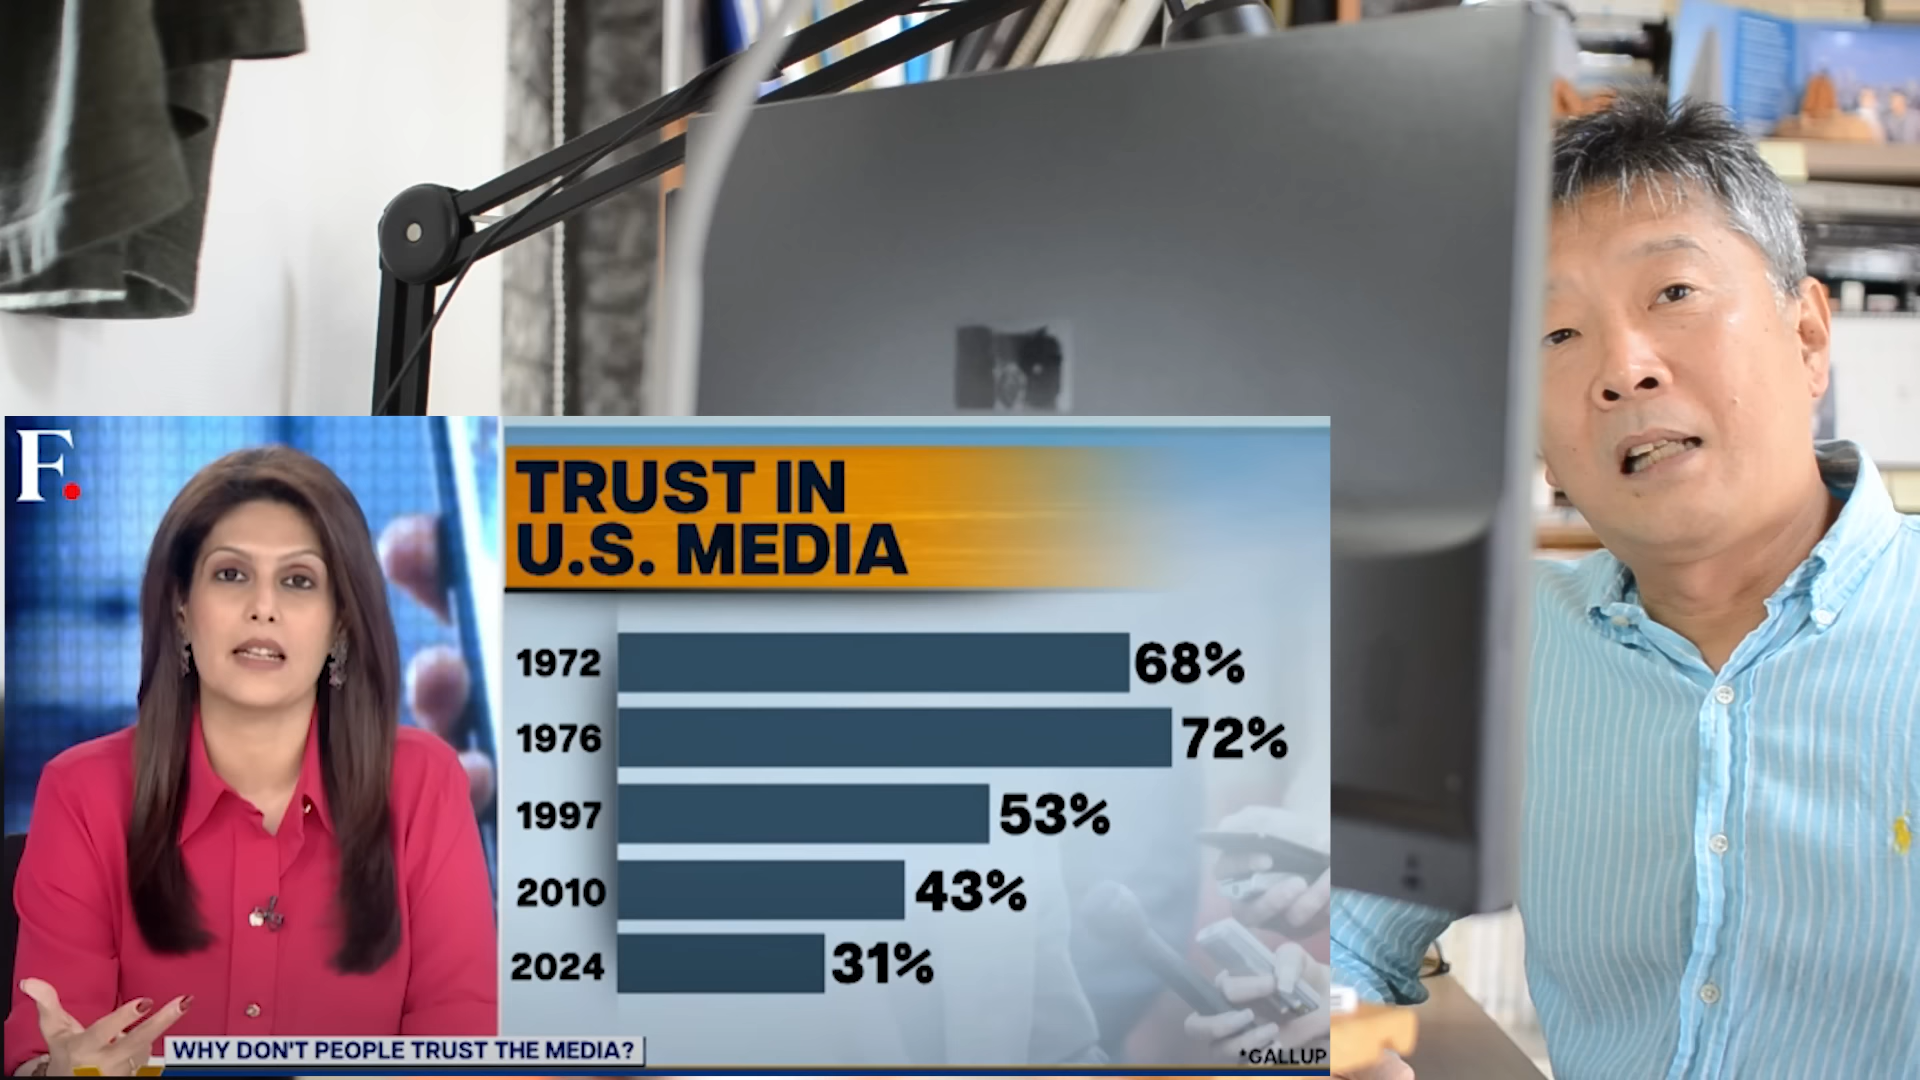 F.
TRUST IN
U.S. MEDIA
1972 68%
1976 72%
1997 53%
2010 43%
2024 31%
WHY DON'T PEOPLE TRUST THE MEDIA?
*GALLUP